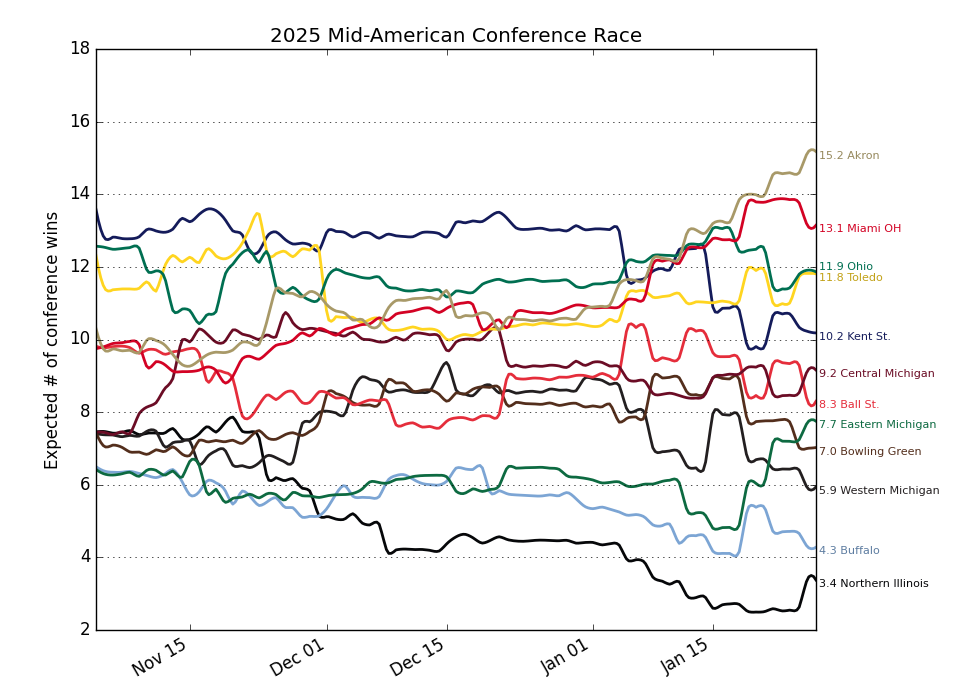 2025 Mid-American Conference Race
Expected # of conference wins
18
16
14
12
10
8
6
4
2
Nov 15
Dec 01
Dec 15
Jan 01
Jan 15
15.2 Akron
13.1 Miami OH
11.9 Ohio
11.8 Toledo
10.2 Kent St.
9.2 Central Michigan
8.3 Ball St.
7.7 Eastern Michigan
7.0 Bowling Green
5.9 Western Michigan
4.3 Buffalo
3.4 Northern Illinois